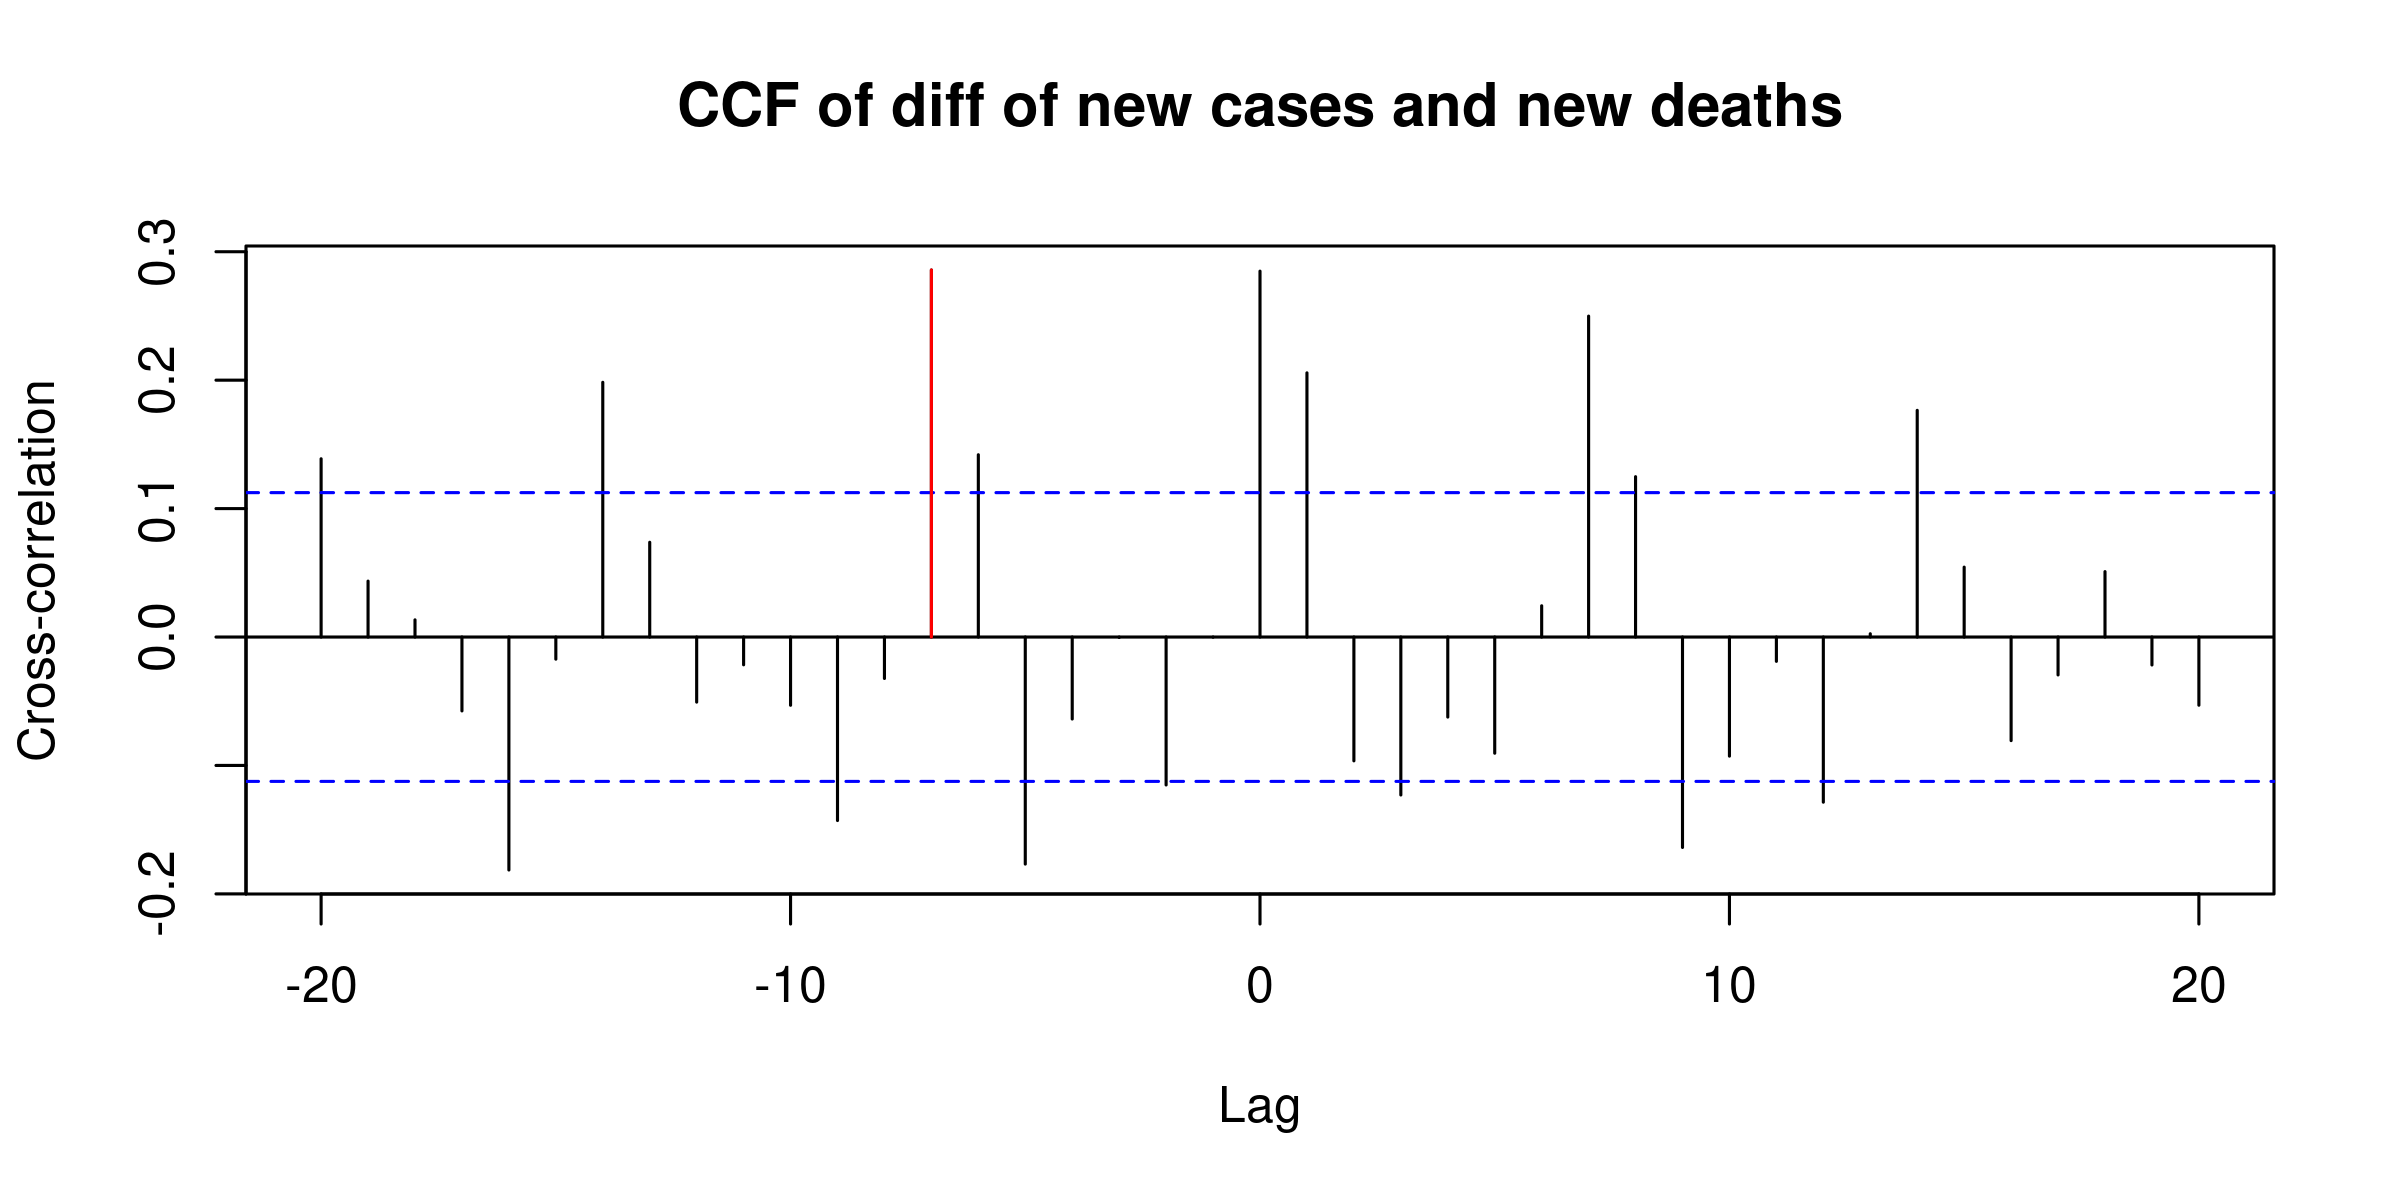 CCF of diff of new cases and new deaths
Cross-correlation
0.3
0.2
0.1
0.0
-0.2
-20 -10 0 10 20
Lag